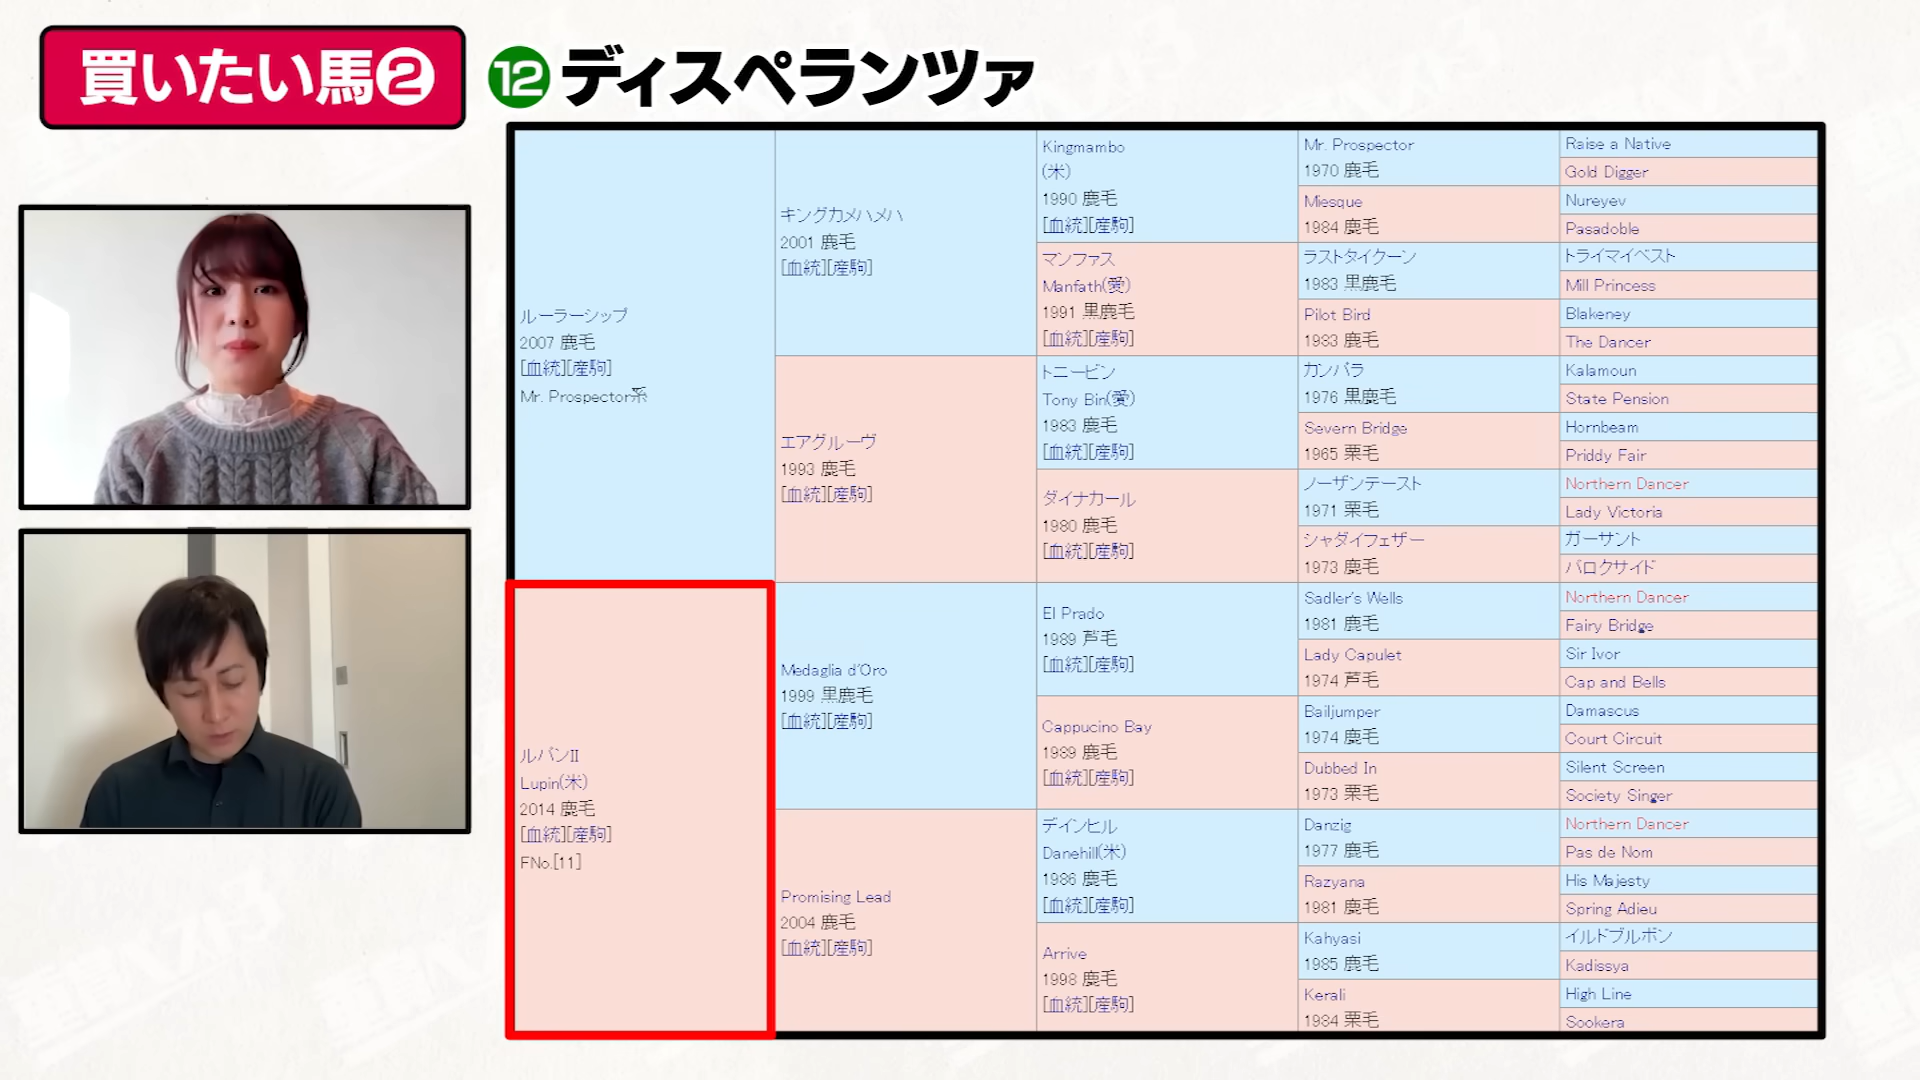 買いたい馬❷
12 ディスペランツァ
ルーラーシップ
2007 鹿毛
[血統][産駒]
Mr. Prospector系
ルパンII
Lupin(米)
2014 鹿毛
[血統][産駒]
FNo.[11]
キングカメハメハ
2001 鹿毛
[血統][産駒]
エアグルーヴ
1993 鹿毛
[血統][産駒]
Medaglia d'Oro
1999 黒鹿毛
[血統][産駒]
Promising Lead
2004 鹿毛
[血統][産駒]
Kingmambo
(米)
1990 鹿毛
[血統][産駒]
マンファス
Manfath(愛)
1991 黒鹿毛
[血統][産駒]
トニービン
Tony Bin(愛)
1983 鹿毛
[血統][産駒]
ダイナカール
1980 鹿毛
[血統][産駒]
El Prado
1989 芦毛
[血統][産駒]
Cappucino Bay
1989 鹿毛
[血統][産駒]
デインヒル
Danehill(米)
1986 鹿毛
[血統][産駒]
Arrive
1998 鹿毛
[血統][産駒]
Mr. Prospector
1970 鹿毛
Miesque
1984 鹿毛
ラストタイクーン
1983 黒鹿毛
Pilot Bird
1983 鹿毛
カンパラ
1976 黒鹿毛
Severn Bridge
1965 栗毛
ノーザンテースト
1971 栗毛
シャダイフェザー
1973 鹿毛
Sadler's Wells
1981 鹿毛
Lady Capulet
1974 芦毛
Bailjumper
1974 鹿毛
Dubbed In
1973 栗毛
Danzig
1977 鹿毛
Razyana
1981 鹿毛
Kahyasi
1985 鹿毛
Kerali
1984 栗毛
Raise a Native
Gold Digger
Nureyev
Pasadoble
トライマイベスト
Mill Princess
Blakeney
The Dancer
Kalamoun
State Pension
Hornbeam
Priddy Fair
Northern Dancer
Lady Victoria
ガーサント
バロクサイド
Northern Dancer
Fairy Bridge
Sir Ivor
Cap and Bells
Damascus
Court Circuit
Silent Screen
Society Singer
Northern Dancer
Pas de Nom
His Majesty
Spring Adieu
イルドブルボン
Kadissya
High Line
Sookera